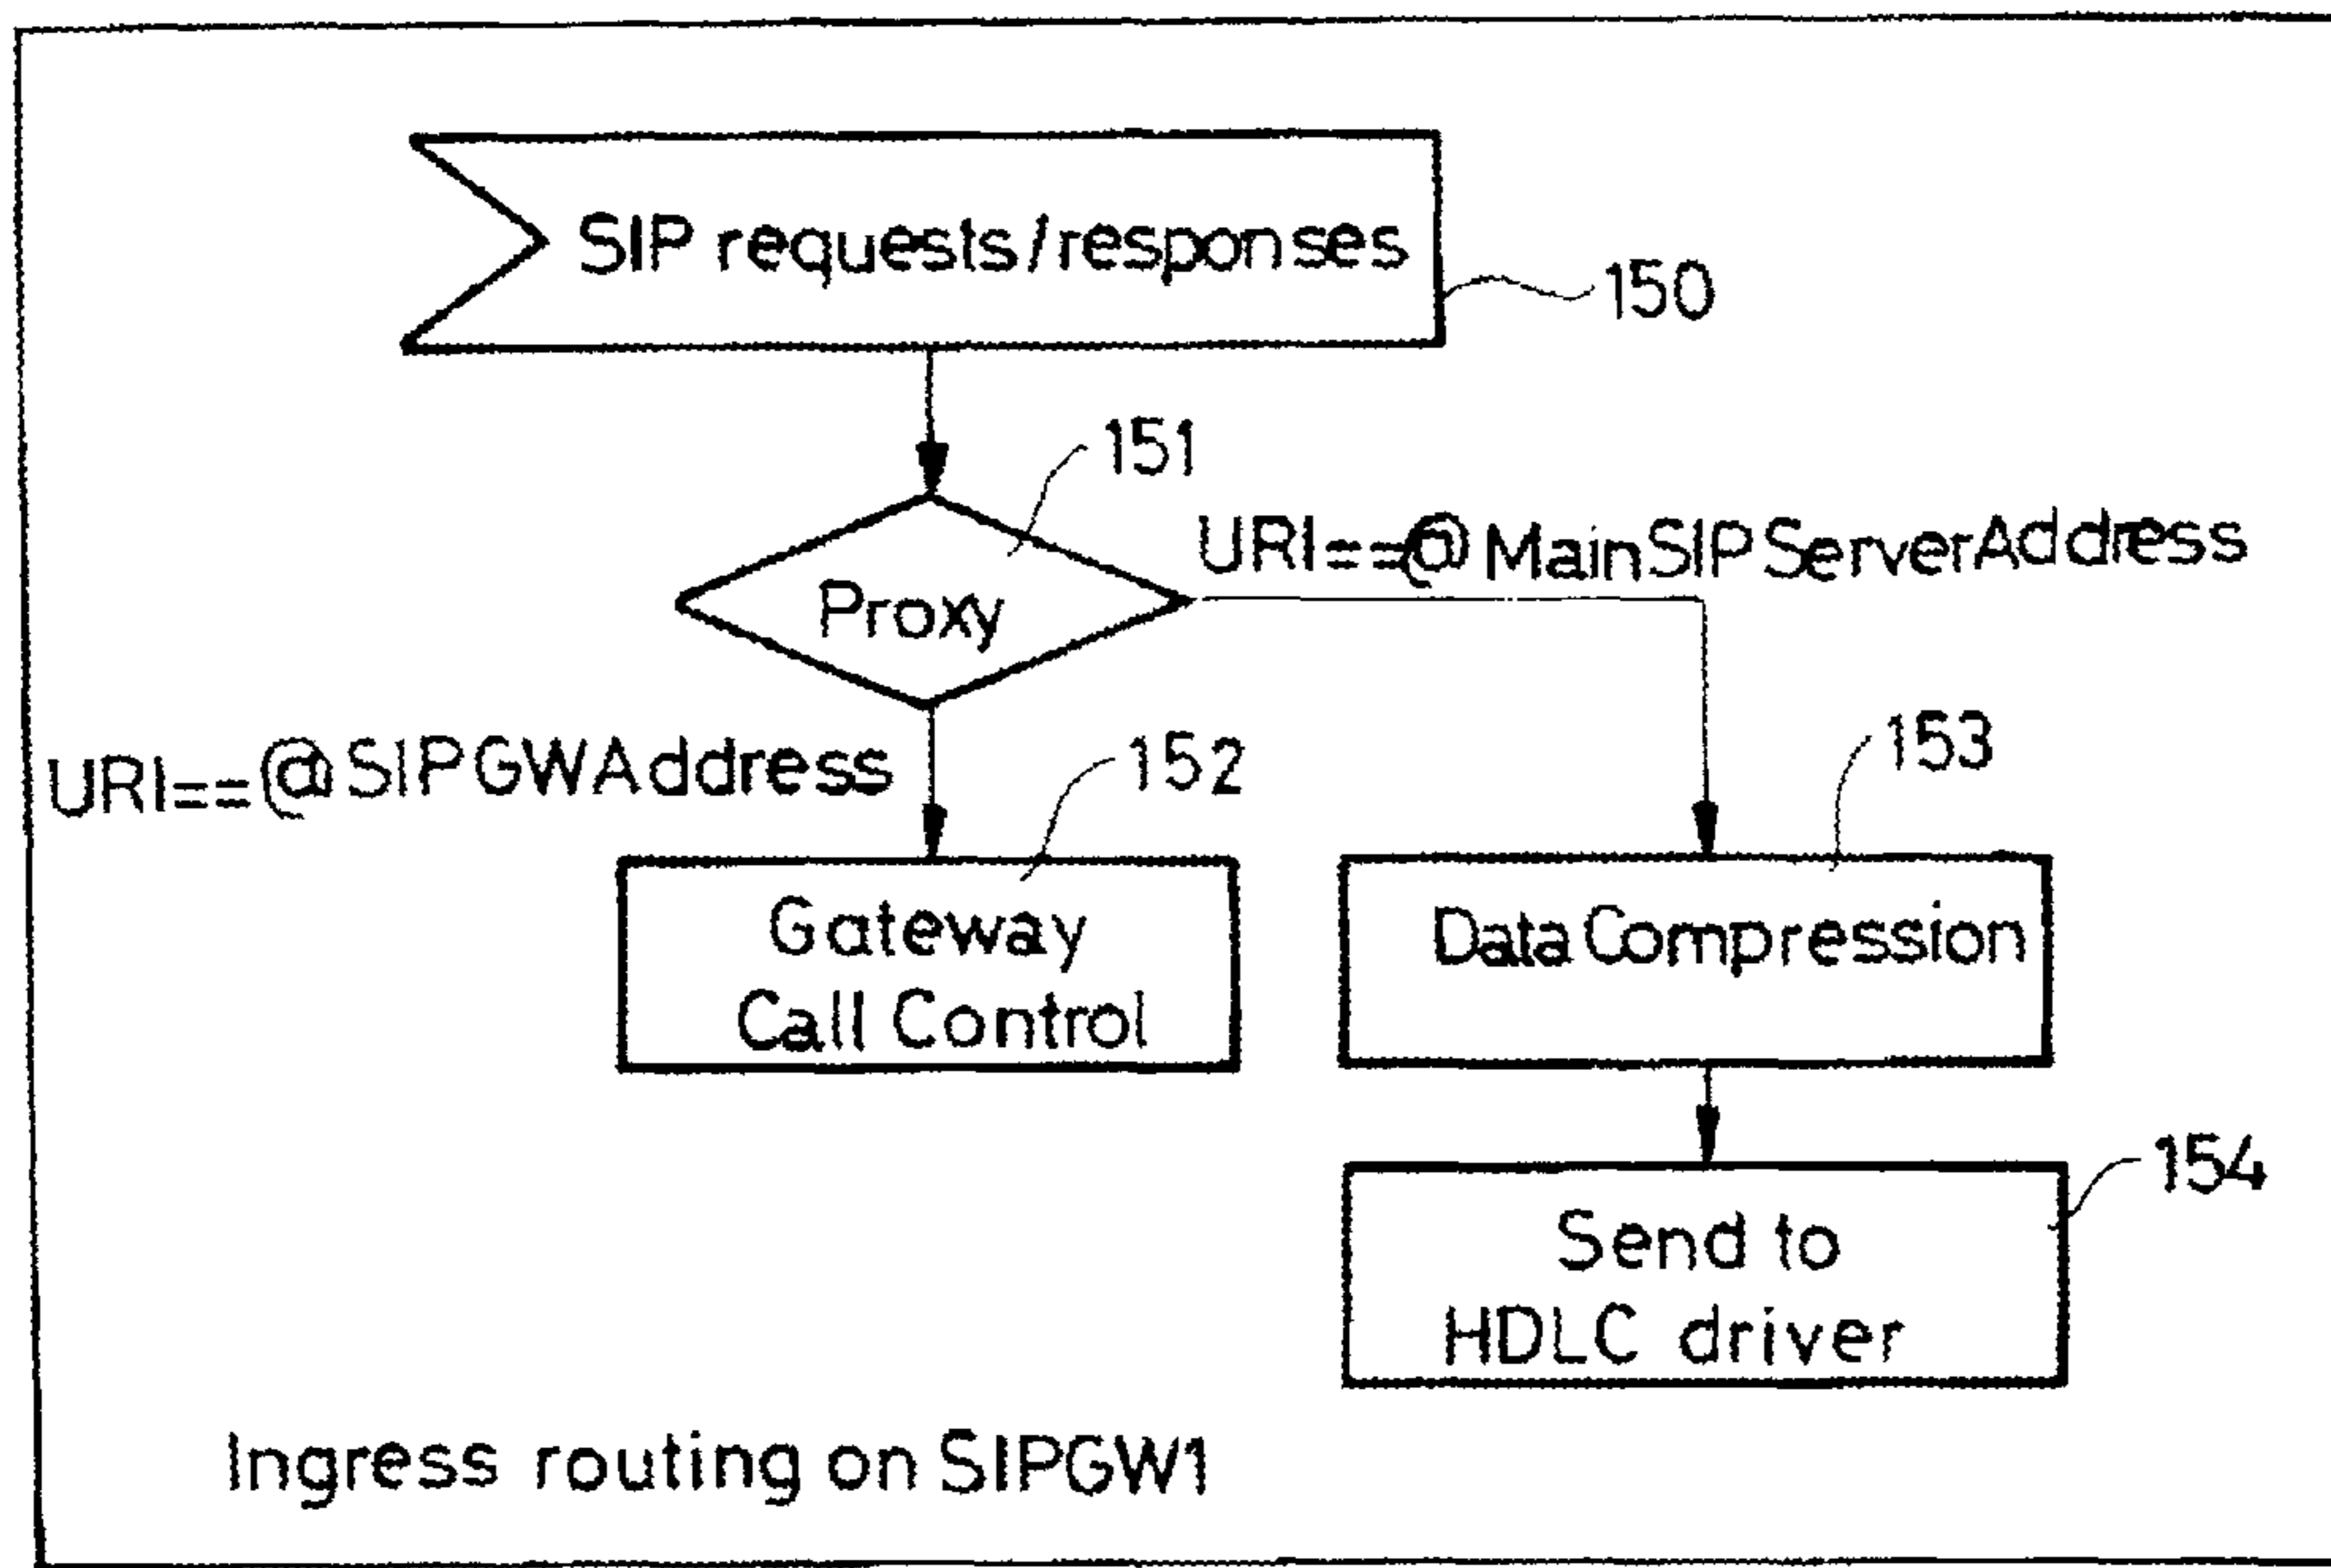 SIP requests/responses
150
151
URI==@MainSIPServerAddress
Proxy
URI==@SIPGWAddress
152
153
Gateway
Call Control
Data Compression
154
Send to
HDLC driver
Ingress routing on SIPGW1